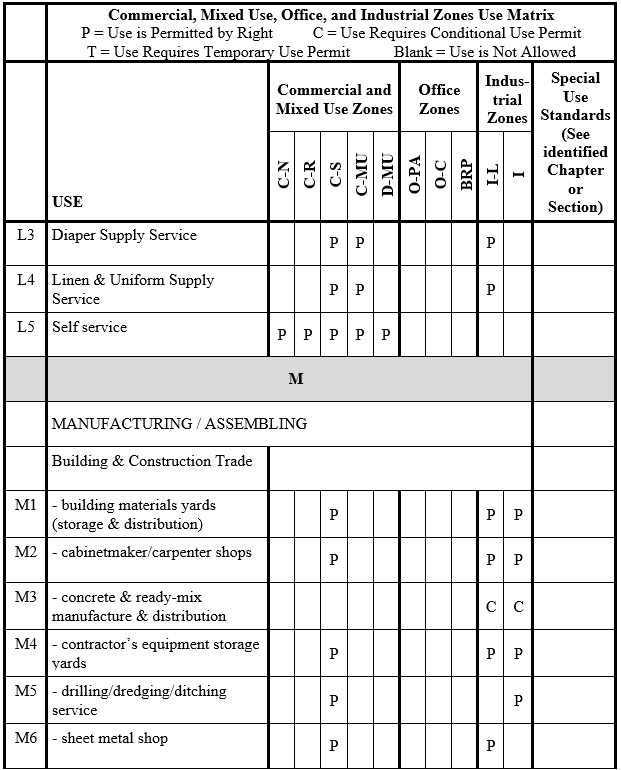 Commercial, Mixed Use, Office, and Industrial Zones Use Matrix
P = Use is Permitted by Right C = Use Requires Conditional Use Permit
T = Use Requires Temporary Use Permit Blank = Use is Not Allowed
USE
Commercial and
Mixed Use Zones
Office
Zones
Indus-
trial
Zones
Special
Use
Standards
(See
identified
Chapter
or
Section)
C-N
C-R
C-S
C-MU
D-MU
O-PA
O-C
BRP
I-L
I
L3 Diaper Supply Service P P P
L4 Linen & Uniform Supply
Service P P P
L5 Self service P P P P P
M
MANUFACTURING / ASSEMBLING
Building & Construction Trade
M1 - building materials yards
(storage & distribution) P P P
M2 - cabinetmaker/carpenter shops P P P
M3 - concrete & ready-mix
manufacture & distribution C C
M4 - contractor’s equipment storage
yards P P P
M5 - drilling/dredging/ditching
service P P
M6 - sheet metal shop P P